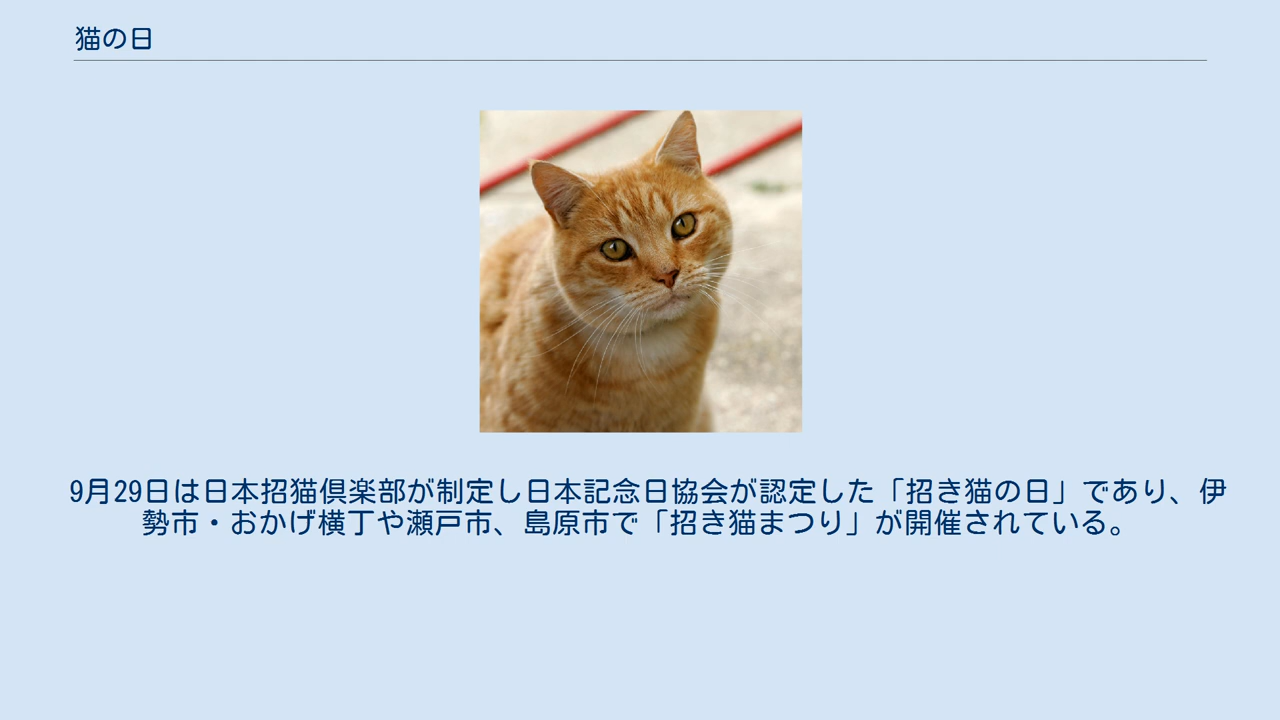 猫の日
9月29日は日本招猫倶楽部が制定し日本記念日協会が認定した「招き猫の日」であり、伊
勢市・おかげ横丁や瀬戸市、島原市で「招き猫まつり」が開催されている。